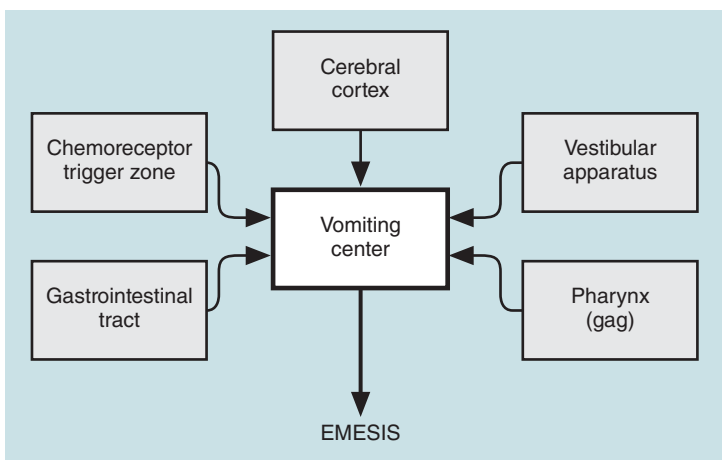 Cerebral
cortex
Chemoreceptor
trigger zone
Vestibular
apparatus
Vomiting
center
Gastrointestinal
tract
Pharynx
(gag)
EMESIS